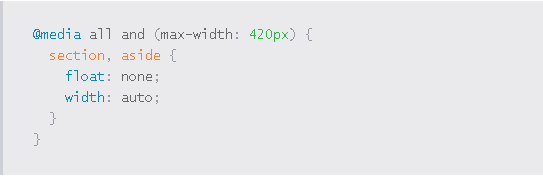 @media all and (max-width: 420px) {
  section, aside {
    float: none;
    width: auto;
  }
}